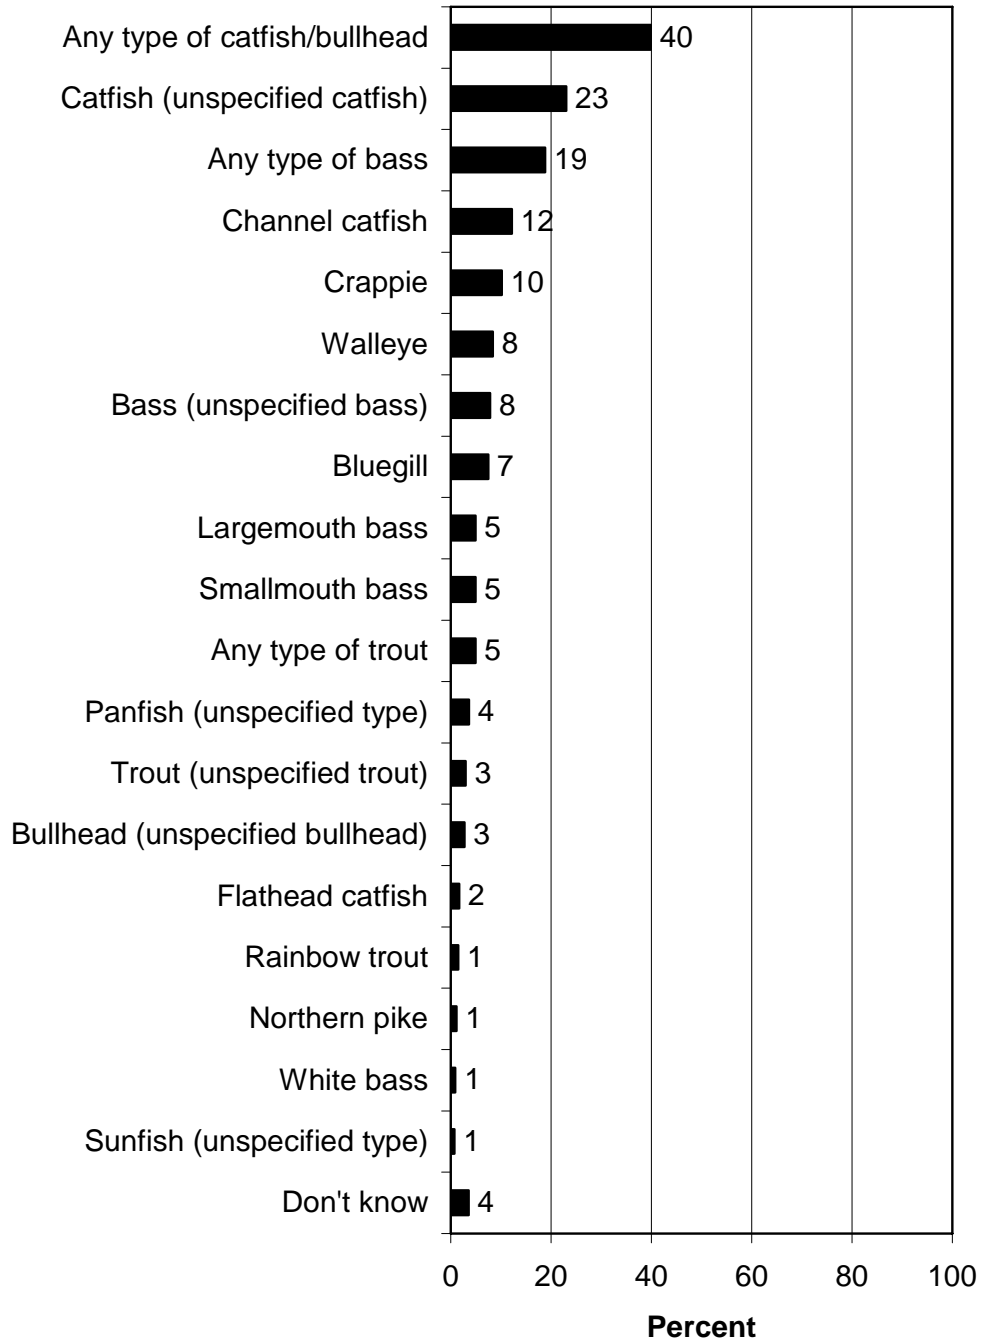 Any type of catfish/bullhead 40
Catfish (unspecified catfish) 23
Any type of bass 19
Channel catfish 12
Crappie 10
Walleye 8
Bass (unspecified bass) 8
Bluegill 7
Largemouth bass 5
Smallmouth bass 5
Any type of trout 5
Panfish (unspecified type) 4
Trout (unspecified trout) 3
Bullhead (unspecified bullhead) 3
Flathead catfish 2
Rainbow trout 1
Northern pike 1
White bass 1
Sunfish (unspecified type) 1
Don't know 4
0 20 40 60 80 100
Percent